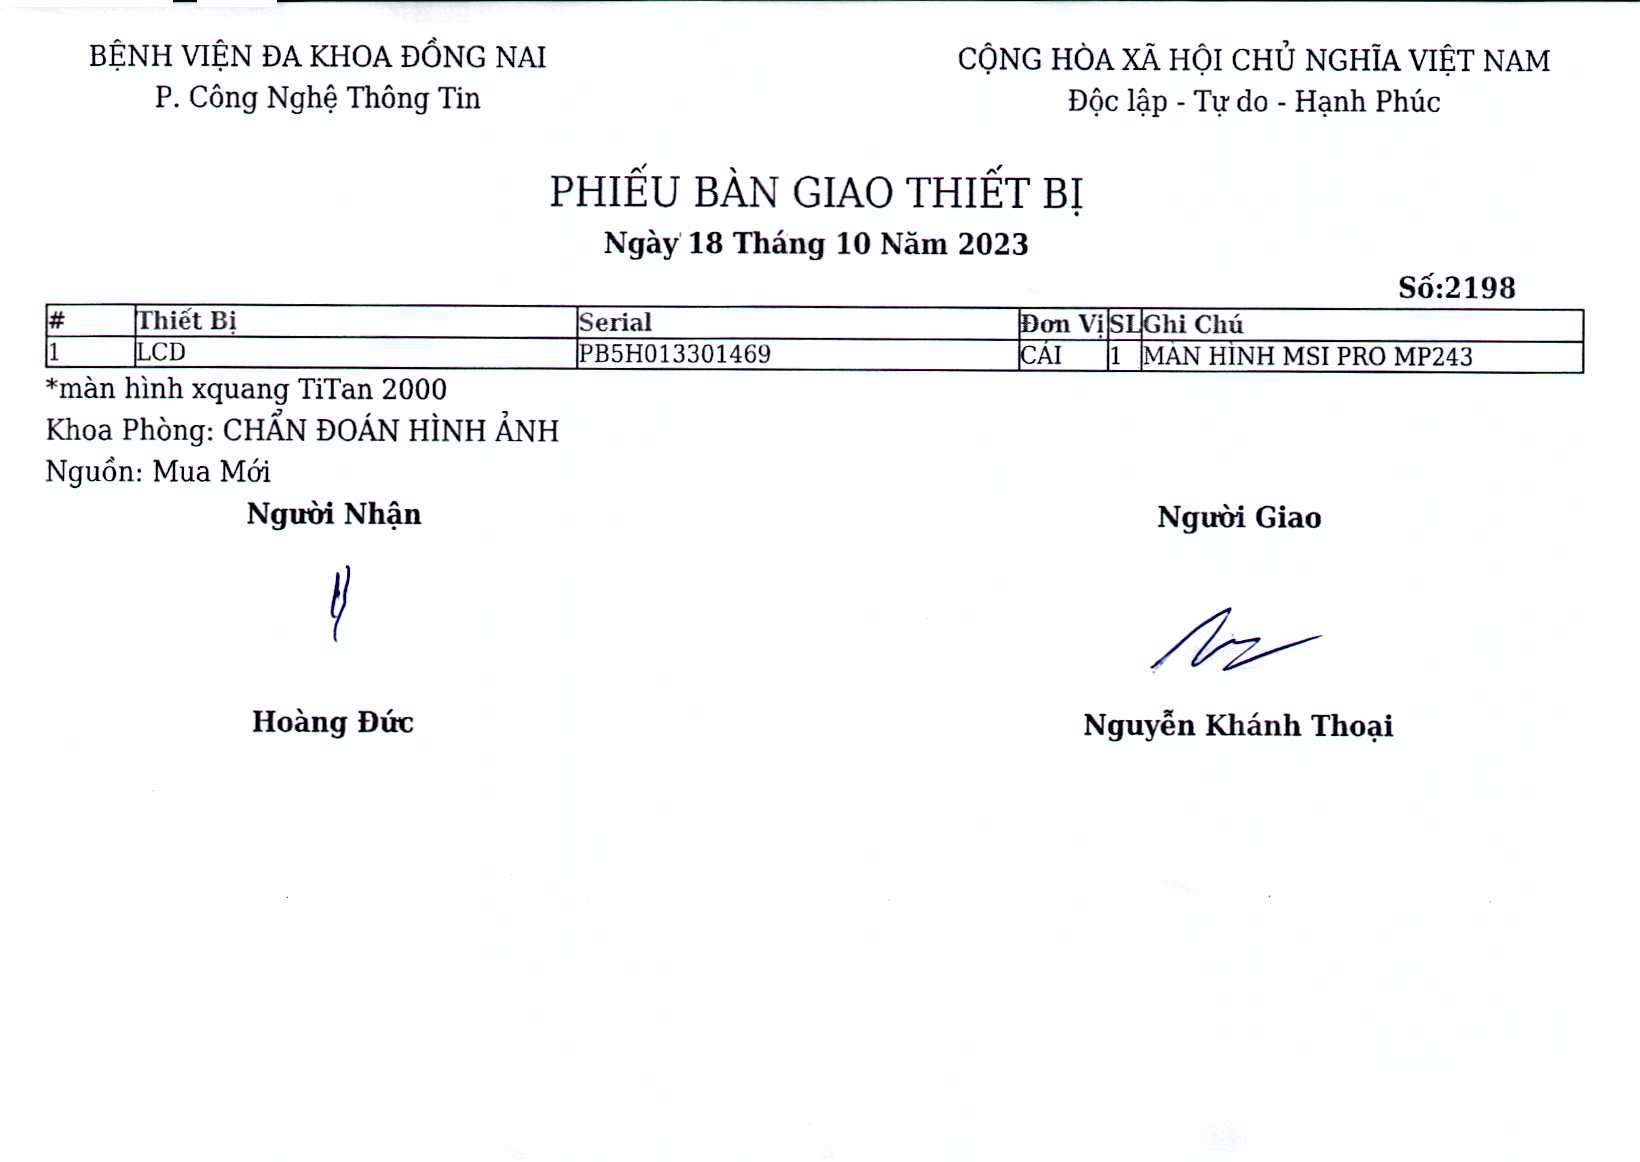 BỆNH VIỆN ĐA KHOA ĐỒNG NAI
P. Công Nghệ Thông Tin
CỘNG HÒA XÃ HỘI CHỦ NGHĨA VIỆT NAM
Độc lập - Tự do - Hạnh Phúc
PHIẾU BÀN GIAO THIẾT BỊ
Ngày 18 Tháng 10 Năm 2023
Số:2198
# Thiết Bị Serial Đơn Vị SL Ghi Chú
1 LCD PB5H013301469 CÁI 1 MÀN HÌNH MSI PRO MP243
*màn hình xquang TiTan 2000
Khoa Phòng: CHẨN ĐOÁN HÌNH ẢNH
Nguồn: Mua Mới
Người Nhận Người Giao
Hoàng Đức Nguyễn Khánh Thoại